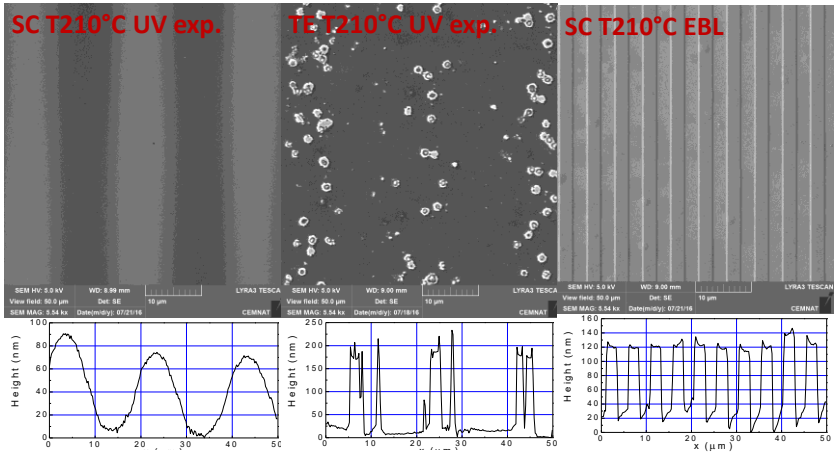 SC T210°C UV exp.
TE T210°C UV exp.
SC T210°C EBL
SEM HV: 5.0 kV WD: 8.99 mm LYRA3 TESCAN
View field: 50.0 µm Det: SE 10 µm
SEM MAG: 5.54 kx Date(m/d/y): 07/21/16 CEMNAT
SEM HV: 5.0 kV WD: 9.00 mm LYRA3 TESCAN
View field: 50.0 µm Det: SE 10 µm
SEM MAG: 5.54 kx Date(m/d/y): 07/18/16 CEMNAT
SEM HV: 5.0 kV WD: 9.00 mm LYRA3 TESCAN
View field: 50.0 µm Det: SE 10 µm
SEM MAG: 5.54 kx Date(m/d/y): 07/21/16 CEMNAT
Height (nm)
100
80
60
40
20
0
0 10 20 30 40 50
Height (nm)
250
200
150
100
50
0
0 10 20 30 40 50
Height (nm)
160
140
120
100
80
60
40
20
0
0 10 20 30 40 50
x (µm)